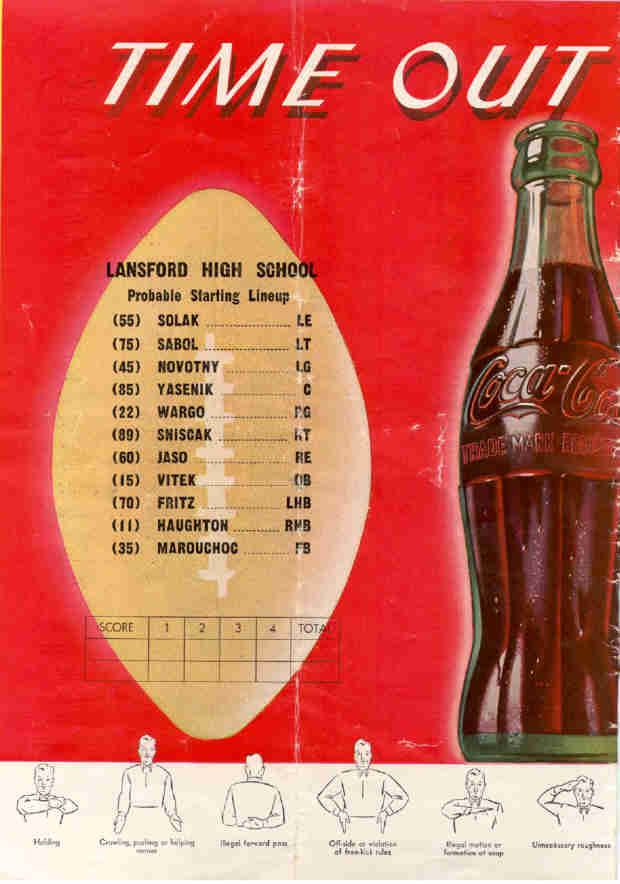 TIME OUT
LANSFORD HIGH SCHOOL
Probable Starting Lineup
(55) SOLAK ........................ LE
(75) SABOL ........................ LT
(45) NOVOTNY .................. LG
(85) YASENIK ..................... C
(22) WARGO ..................... RG
(89) SNISCAK ................... RT
(60) JASO ......................... RE
(15) VITEK ........................ QB
(70) FRITZ ...................... LHB
(11) HAUGHTON ............. RHB
(35) MAROUCHOC ........... FB
SCORE 1 2 3 4 TOTAL
Coca-Co
TRADE MARK
Holding
Crawling, pushing or helping
runner
Illegal forward pass
Off-side or violation
of free-kick rules
Illegal motion or
formation at snap
Unnecessary roughness